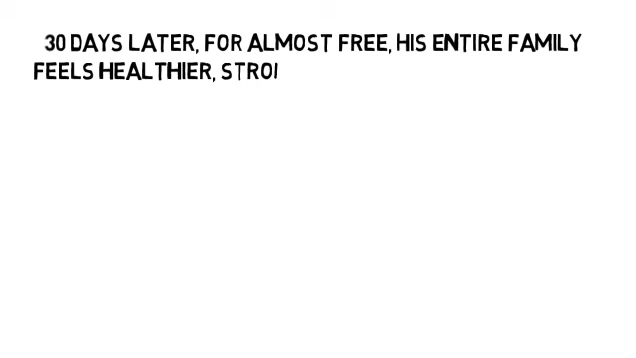 30 DAYS LATER, FOR ALMOST FREE, HIS ENTIRE FAMILY
FEELS HEALTHIER,